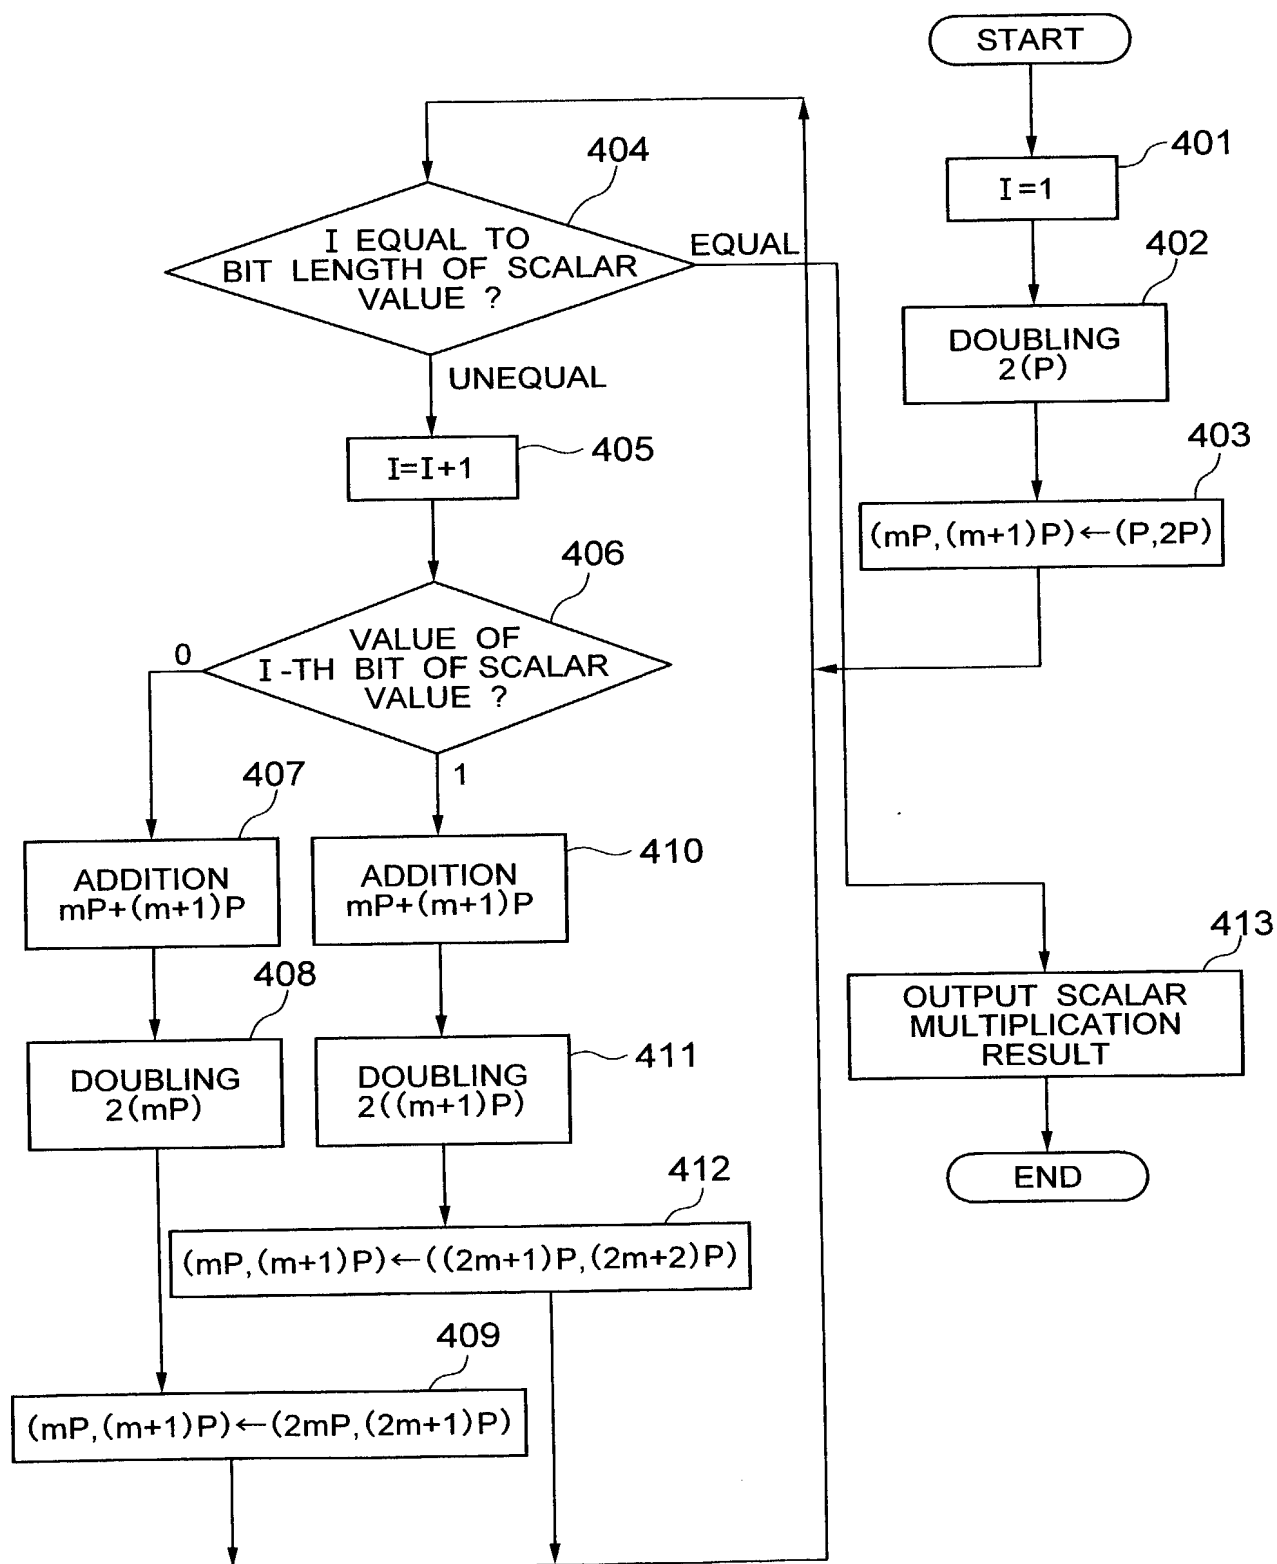 START
401
I=1
402
DOUBLING
2(P)
403
(mP,(m+1)P)←(P,2P)
404
I EQUAL TO
BIT LENGTH OF SCALAR
VALUE ?
EQUAL
UNEQUAL
405
I=I+1
406
VALUE OF
I-TH BIT OF SCALAR
VALUE ?
0
1
407
ADDITION
mP+(m+1)P
408
DOUBLING
2(mP)
409
(mP,(m+1)P)←(2mP,(2m+1)P)
410
ADDITION
mP+(m+1)P
411
DOUBLING
2((m+1)P)
412
(mP,(m+1)P)←((2m+1)P,(2m+2)P)
413
OUTPUT SCALAR
MULTIPLICATION
RESULT
END